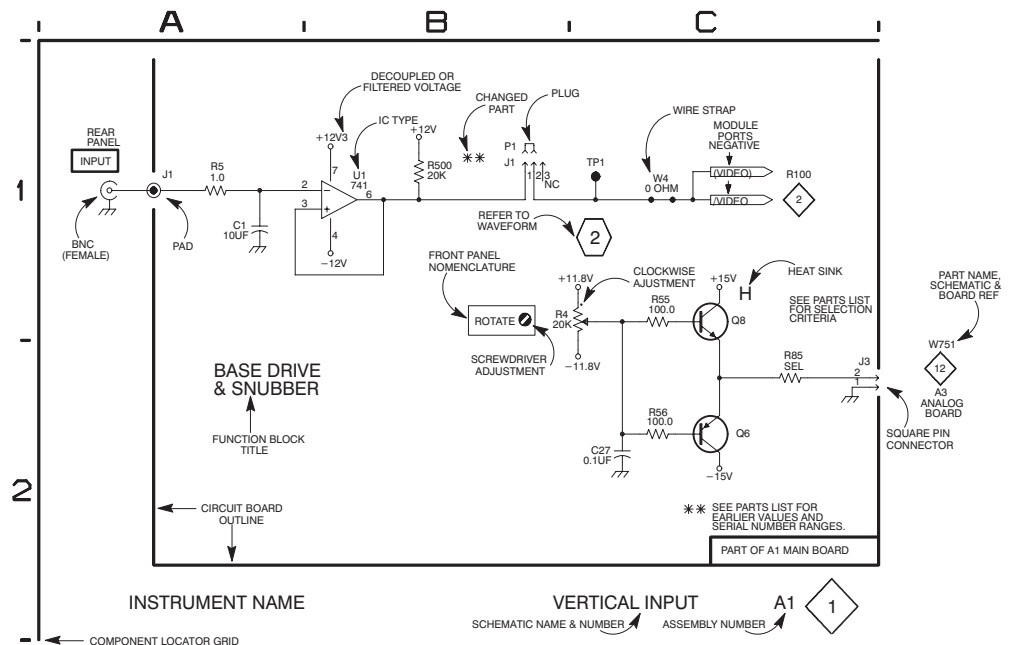 A
B
C
1
2
REAR
PANEL
INPUT
BNC
(FEMALE)
J1
PAD
R5
1.0
C1
10UF
DECOUPLED OR
FILTERED VOLTAGE
+12V3
IC TYPE
7
U1
741
2
3
6
4
−12V
+12V
R500
20K
CHANGED
PART
**
PLUG
P1
J1
1 2 3
NC
TP1
WIRE STRAP
W4
0 OHM
MODULE
PORTS
NEGATIVE
(VIDEO)
/VIDEO
R100
2
REFER TO
WAVEFORM
2
FRONT PANEL
NOMENCLATURE
ROTATE
SCREWDRIVER
ADJUSTMENT
+11.8V
CLOCKWISE
AJUSTMENT
R4
20K
−11.8V
R55
100.0
+15V
H
HEAT SINK
Q8
SEE PARTS LIST
FOR SELECTION
CRITERIA
PART NAME,
SCHEMATIC &
BOARD REF
W751
12
A3
ANALOG
BOARD
R85
SEL
J3
2
1
SQUARE PIN
CONNECTOR
R56
100.0
Q6
C27
0.1UF
−15V
BASE DRIVE
& SNUBBER
FUNCTION BLOCK
TITLE
CIRCUIT BOARD
OUTLINE
** SEE PARTS LIST FOR
EARLIER VALUES AND
SERIAL NUMBER RANGES.
PART OF A1 MAIN BOARD
INSTRUMENT NAME
VERTICAL INPUT
A1
1
SCHEMATIC NAME & NUMBER
ASSEMBLY NUMBER
COMPONENT LOCATOR GRID